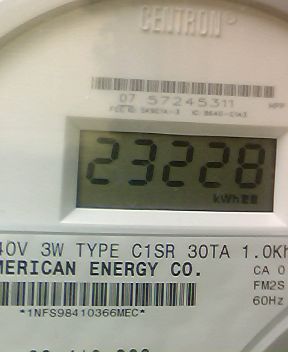 CENTRON®
07 57245311
23228
kWh
40V 3W TYPE C1SR 30TA 1.0Kh
MERICAN ENERGY CO.
CA 0
FM2S
60Hz
*1NFS98410366MEC*